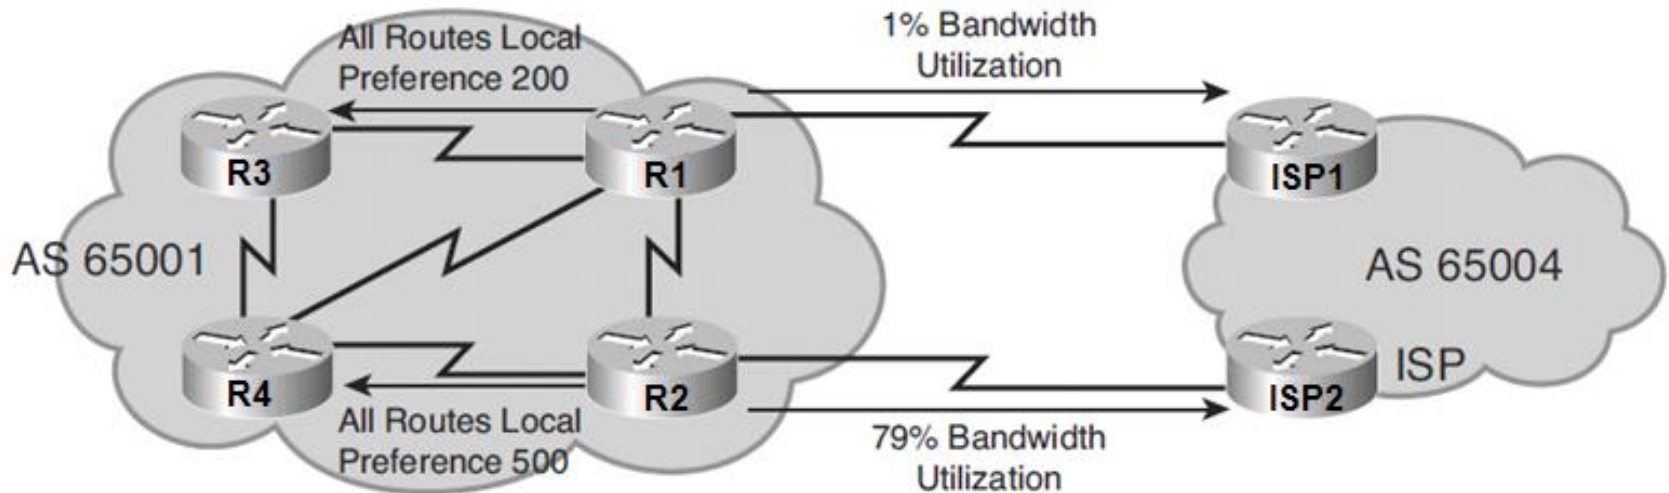 All Routes Local
Preference 200
1% Bandwidth
Utilization
R3
R1
ISP1
AS 65001
AS 65004
R4
R2
ISP2
ISP
All Routes Local
Preference 500
79% Bandwidth
Utilization